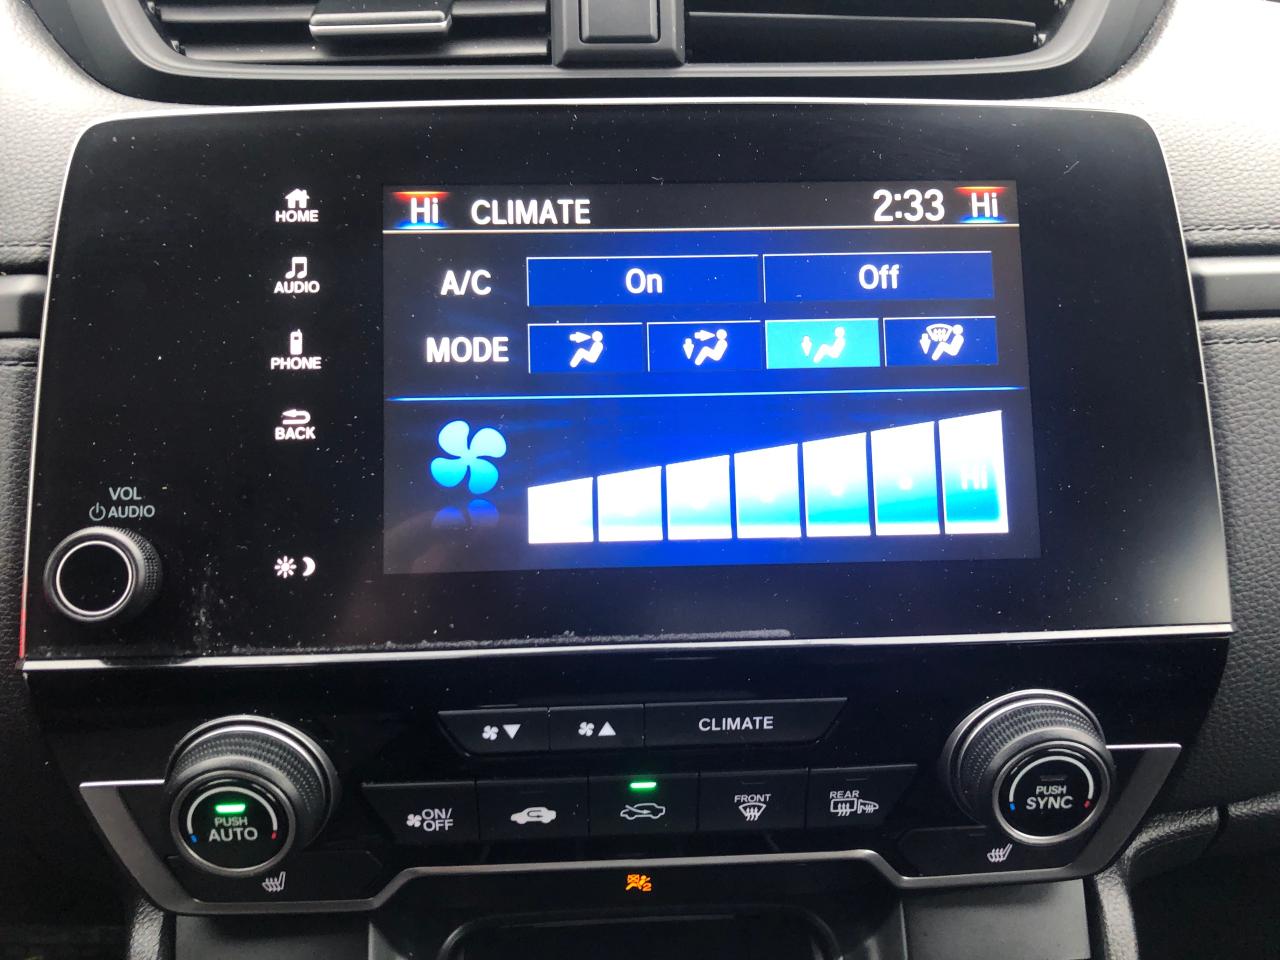 HOME
AUDIO
PHONE
BACK
VOL
AUDIO
Hi CLIMATE 2:33 Hi
A/C On Off
MODE
Hi
CLIMATE
PUSH
AUTO
ON/
OFF
FRONT
REAR
PUSH
SYNC
2